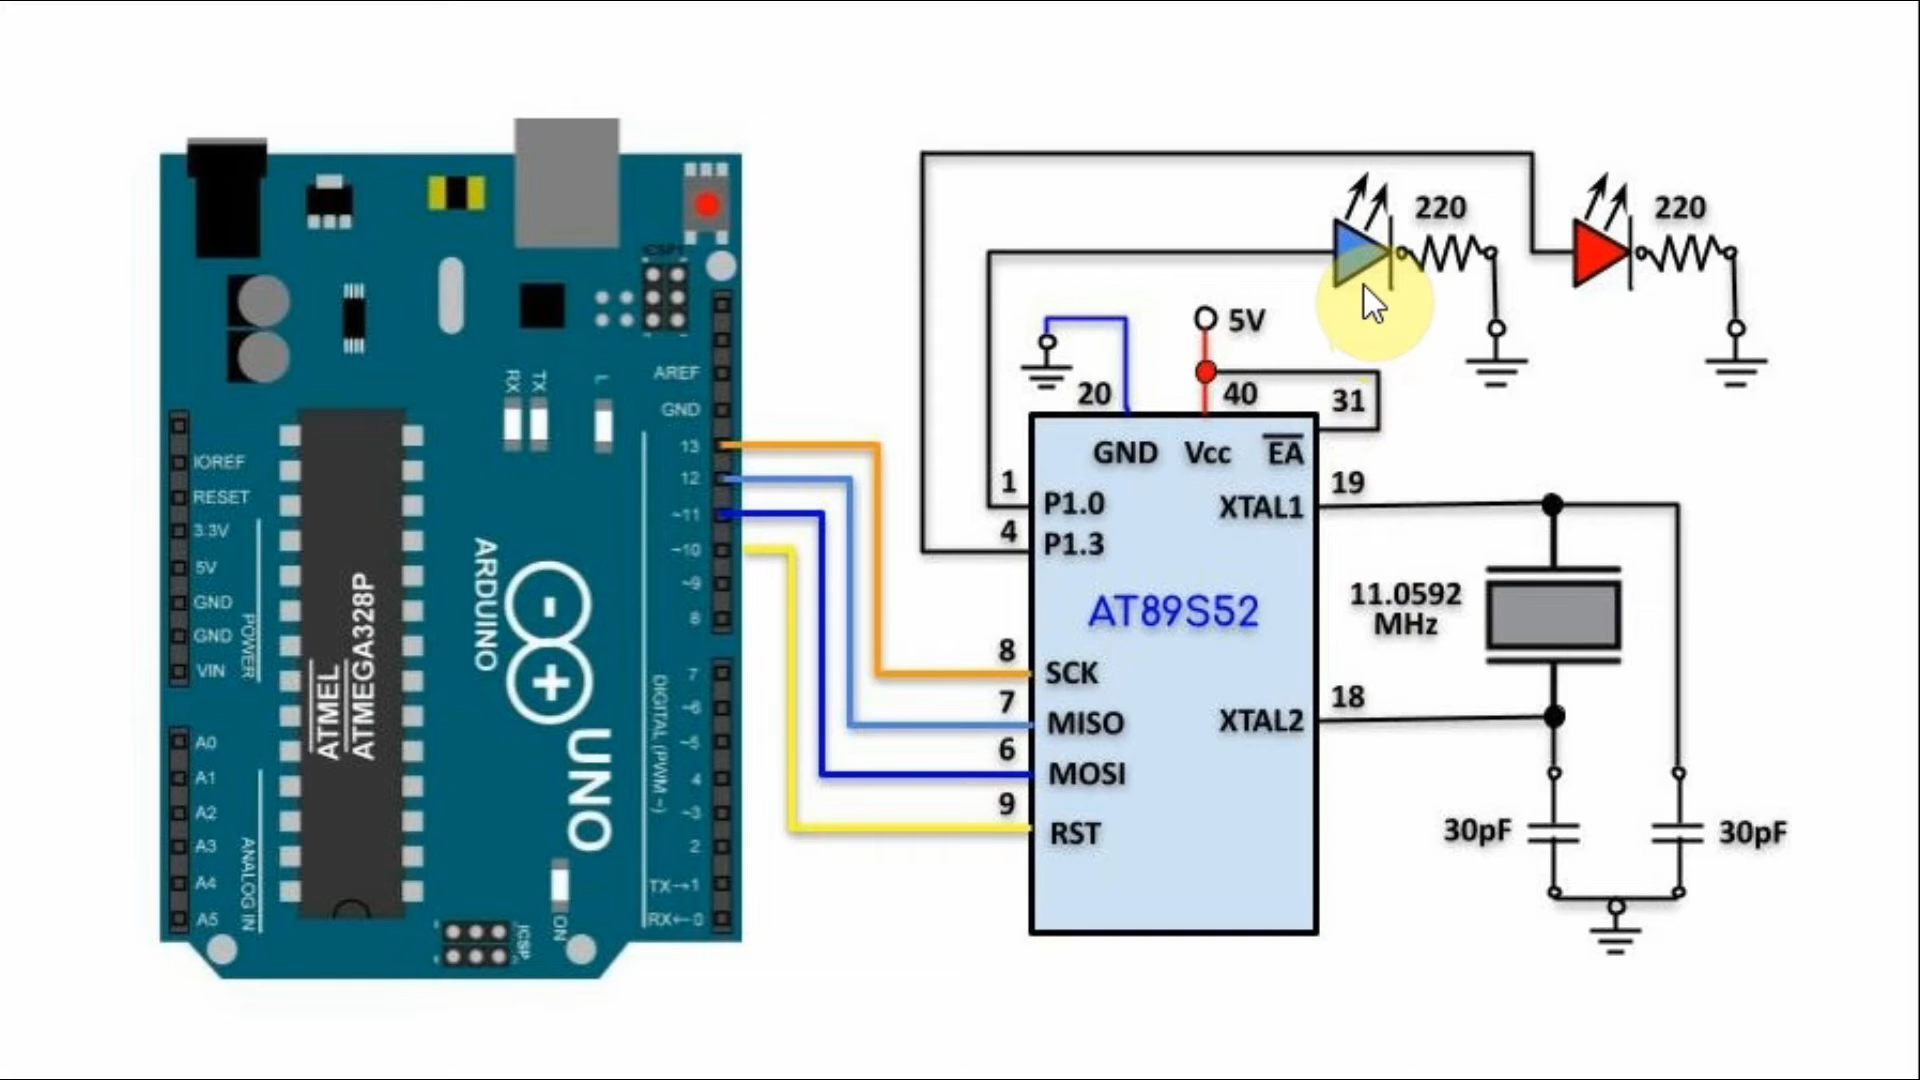 ICSP1
RX
TX
L
AREF
GND
13
12
~11
~10
~9
8
7
~6
~5
4
~3
2
TX→1
RX←0
DIGITAL (PWM ~)
IOREF
RESET
3.3V
5V
GND
GND
VIN
POWER
A0
A1
A2
A3
A4
A5
ANALOG IN
ATMEL
ATMEGA328P
ARDUINO
UNO
ON
ICSP
220
220
5V
20
40
31
GND
Vcc
EA
1
P1.0
4
P1.3
AT89S52
8
SCK
7
MISO
6
MOSI
9
RST
19
XTAL1
11.0592
MHz
18
XTAL2
30pF
30pF